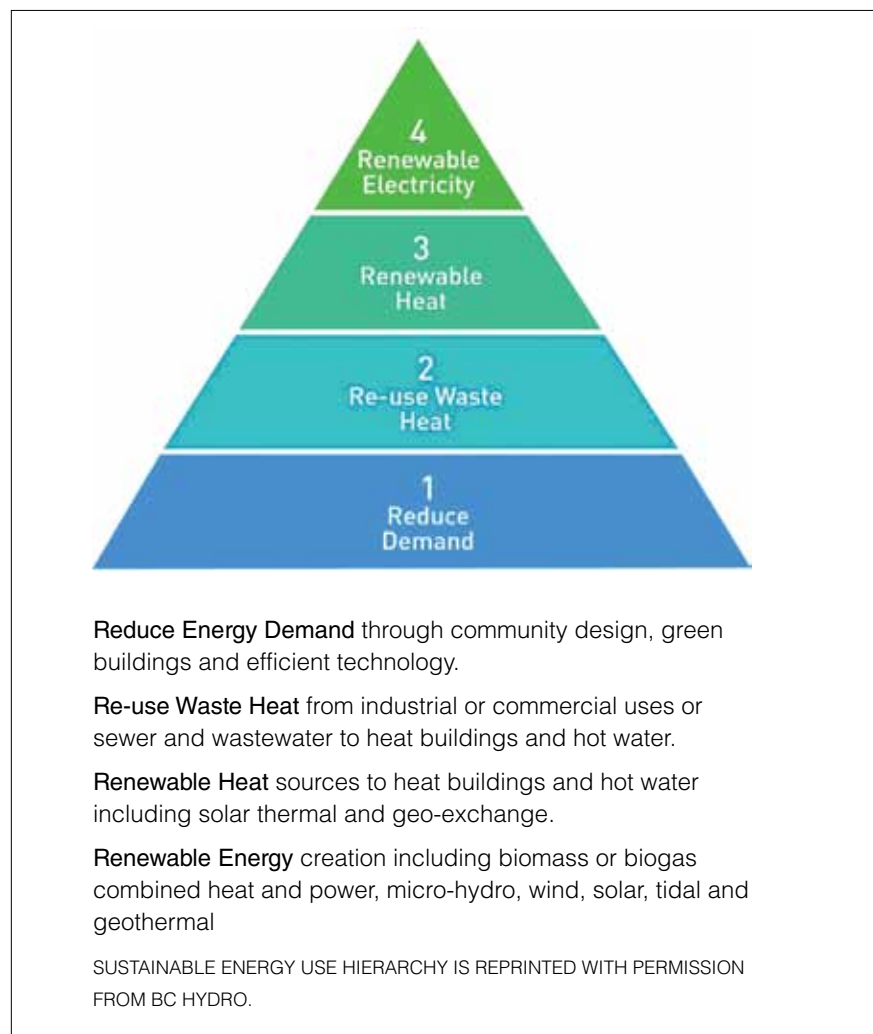 4
Renewable
Electricity
3
Renewable
Heat
2
Re-use Waste
Heat
1
Reduce
Demand
Reduce Energy Demand through community design, green
buildings and efficient technology.
Re-use Waste Heat from industrial or commercial uses or
sewer and wastewater to heat buildings and hot water.
Renewable Heat sources to heat buildings and hot water
including solar thermal and geo-exchange.
Renewable Energy creation including biomass or biogas
combined heat and power, micro-hydro, wind, solar, tidal and
geothermal
SUSTAINABLE ENERGY USE HIERARCHY IS REPRINTED WITH PERMISSION
FROM BC HYDRO.